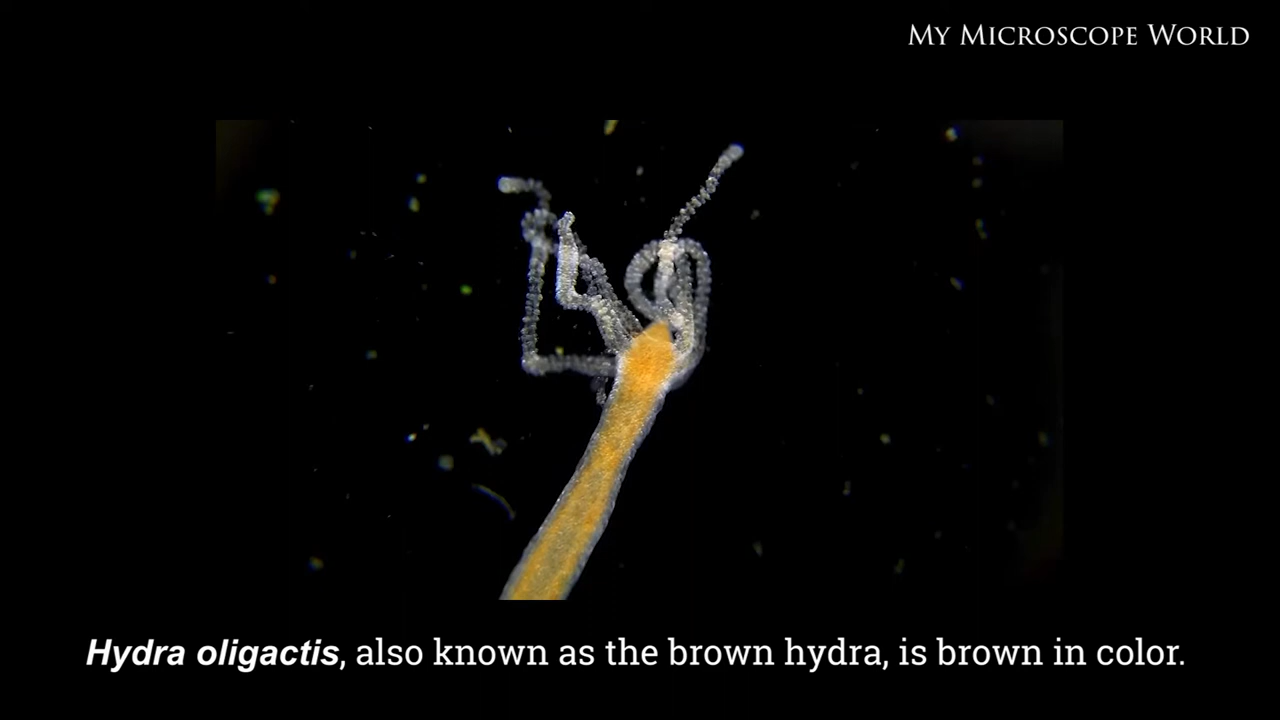 My Microscope World
Hydra oligactis, also known as the brown hydra, is brown in color.